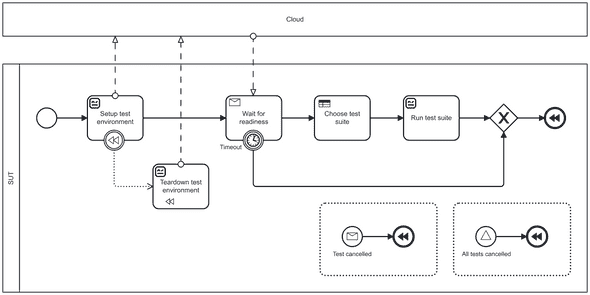 Cloud
SUT
Setup test
environment
Wait for
readiness
Timeout
Choose test
suite
Run test suite
X
Teardown test
environment
Test cancelled
All tests cancelled